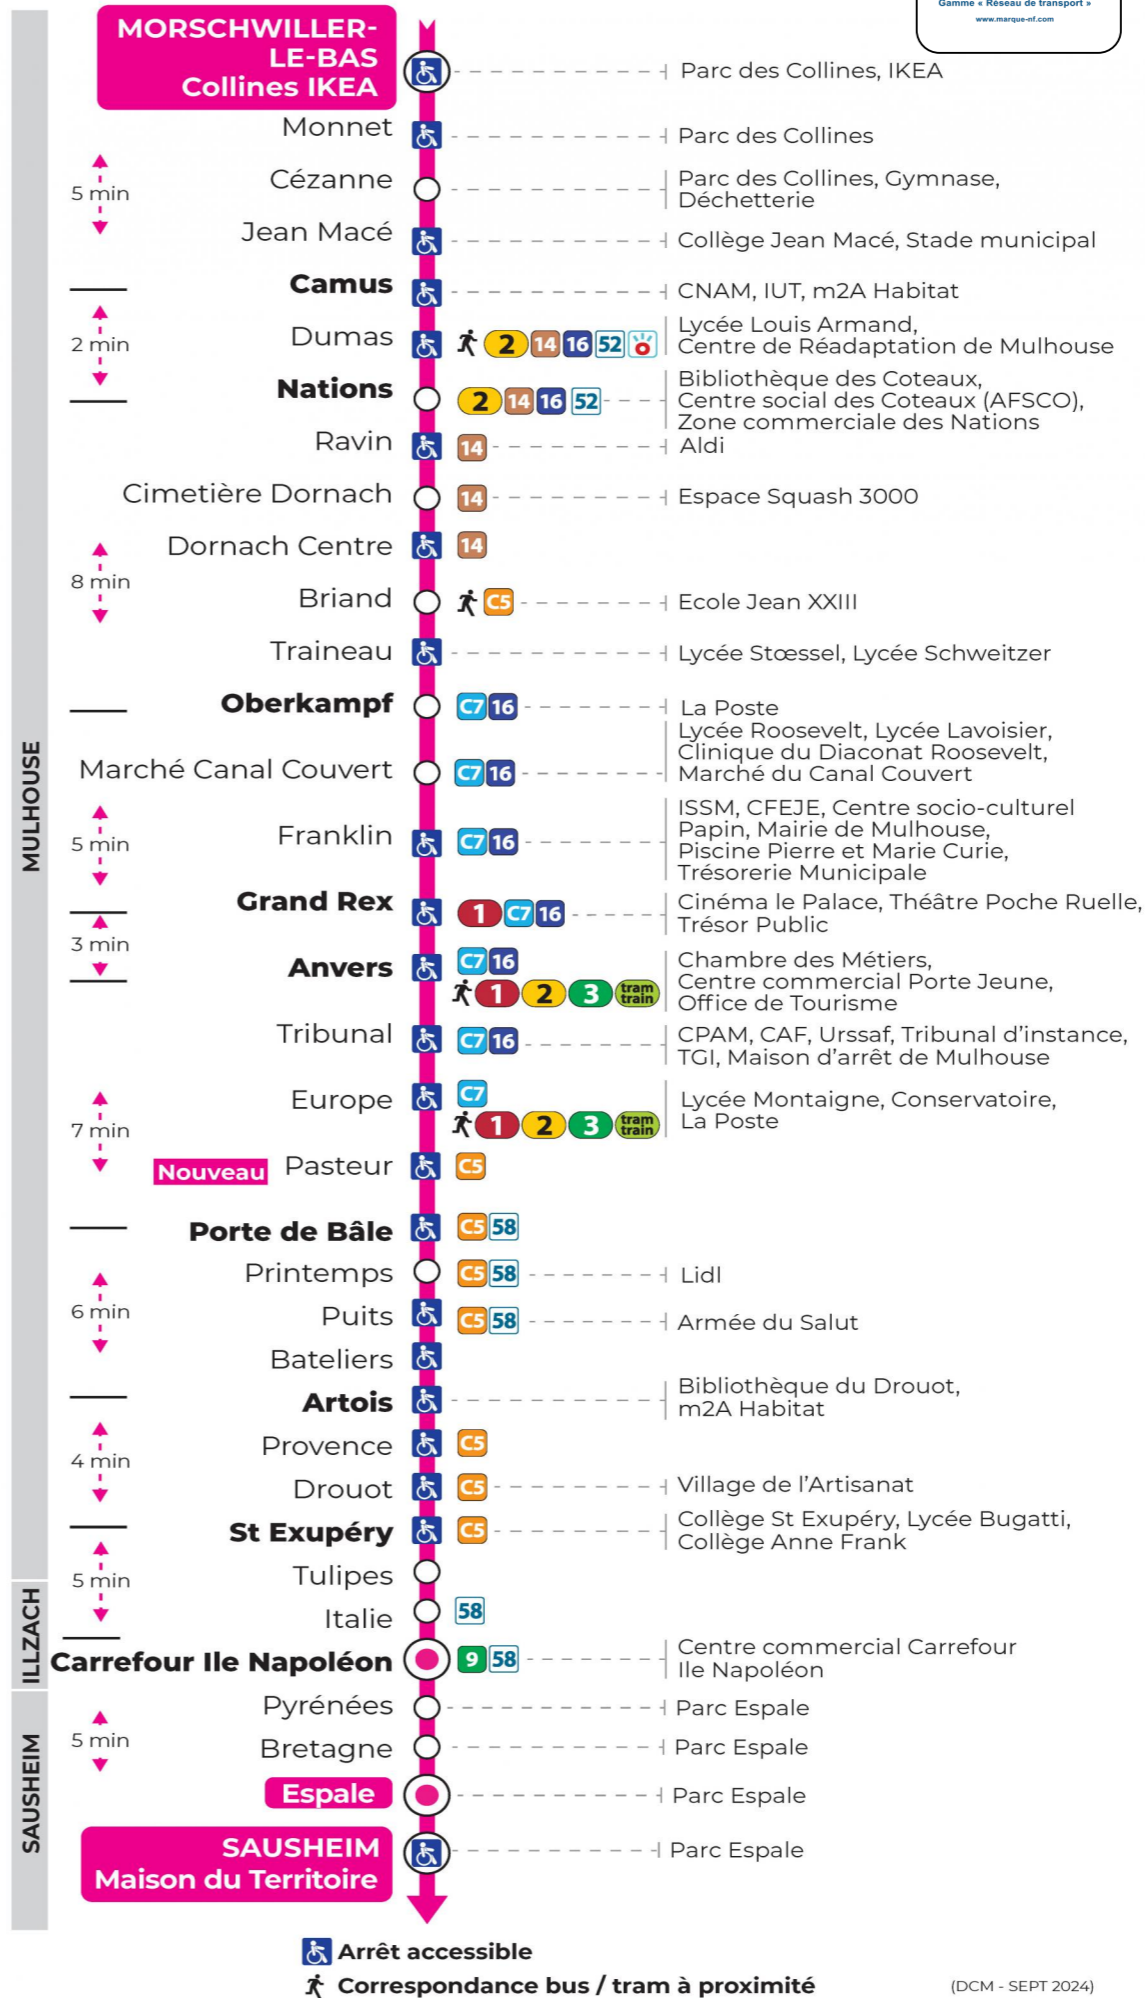 Gamme « Réseau de transport »
www.marque-nf.com
MORSCHWILLER-
LE-BAS
Collines IKEA
Parc des Collines, IKEA
Monnet
Parc des Collines
5 min
Cézanne
Parc des Collines, Gymnase,
Déchetterie
Jean Macé
Collège Jean Macé, Stade municipal
Camus
CNAM, IUT, m2A Habitat
2 min
Dumas
2 14 16 52
Lycée Louis Armand,
Centre de Réadaptation de Mulhouse
Nations
2 14 16 52
Bibliothèque des Coteaux,
Centre social des Coteaux (AFSCO),
Zone commerciale des Nations
Ravin
14
Aldi
Cimetière Dornach
14
Espace Squash 3000
Dornach Centre
14
8 min
Briand
C5
Ecole Jean XXIII
Traineau
Lycée Stœssel, Lycée Schweitzer
Oberkampf
C7 16
La Poste
Marché Canal Couvert
C7 16
Lycée Roosevelt, Lycée Lavoisier,
Clinique du Diaconat Roosevelt,
Marché du Canal Couvert
MULHOUSE
5 min
Franklin
C7 16
ISSM, CFEJE, Centre socio-culturel
Papin, Mairie de Mulhouse,
Piscine Pierre et Marie Curie,
Trésorerie Municipale
Grand Rex
1 C7 16
Cinéma le Palace, Théâtre Poche Ruelle,
Trésor Public
3 min
Anvers
C7 16
1 2 3 tram
train
Chambre des Métiers,
Centre commercial Porte Jeune,
Office de Tourisme
Tribunal
C7 16
CPAM, CAF, Urssaf, Tribunal d'instance,
TGI, Maison d'arrêt de Mulhouse
7 min
Europe
C7
1 2 3 tram
train
Lycée Montaigne, Conservatoire,
La Poste
Nouveau
Pasteur
C5
Porte de Bâle
C5 58
Printemps
C5 58
Lidl
6 min
Puits
C5 58
Armée du Salut
Bateliers
Artois
Bibliothèque du Drouot,
m2A Habitat
Provence
C5
4 min
Drouot
C5
Village de l'Artisanat
St Exupéry
C5
Collège St Exupéry, Lycée Bugatti,
Collège Anne Frank
Tulipes
5 min
Italie
58
ILLZACH
Carrefour Ile Napoléon
9 58
Centre commercial Carrefour
Ile Napoléon
Pyrénées
Parc Espale
5 min
Bretagne
Parc Espale
SAUSHEIM
Espale
Parc Espale
SAUSHEIM
Maison du Territoire
Parc Espale
Arrêt accessible
Correspondance bus / tram à proximité
(DCM - SEPT 2024)